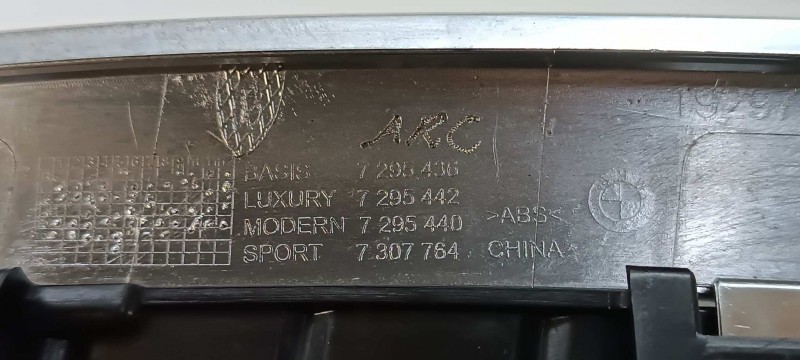 ARC
BASIS 7 295 436
LUXURY 7 295 442
MODERN 7 295 440 >ABS<
SPORT 7 307 764 CHINA